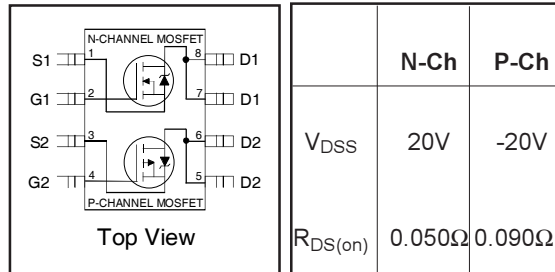 N-CHANNEL MOSFET
S1 1 8 D1
G1 2 7 D1
S2 3 6 D2
G2 4 5 D2
P-CHANNEL MOSFET
Top View
N-Ch P-Ch
VDSS 20V -20V
RDS(on) 0.050Ω 0.090Ω